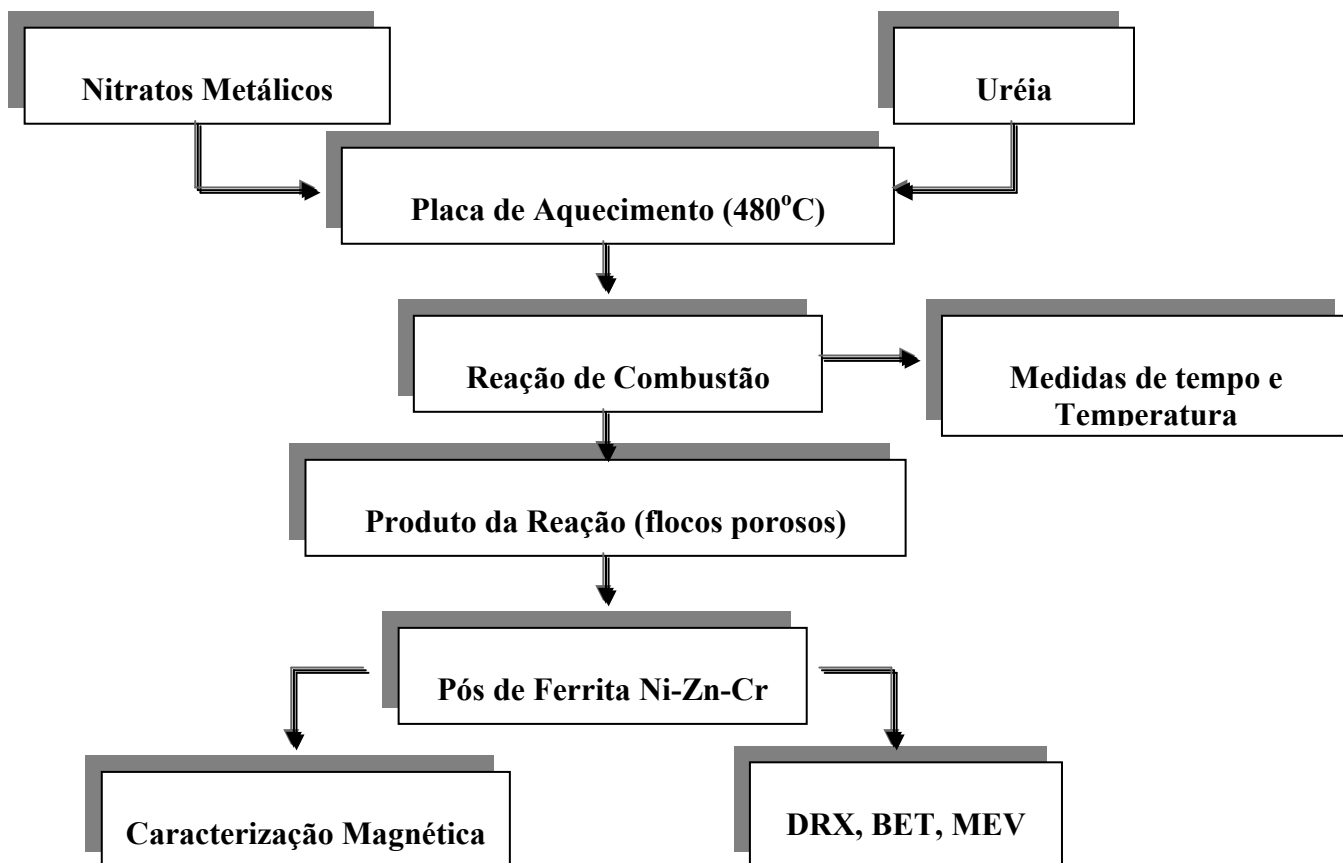 Nitratos Metálicos
Uréia
Placa de Aquecimento (480°C)
Reação de Combustão
Medidas de tempo e
Temperatura
Produto da Reação (flocos porosos)
Pós de Ferrita Ni-Zn-Cr
Caracterização Magnética
DRX, BET, MEV